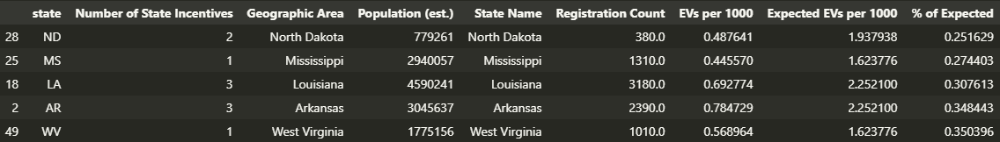 state Number of State Incentives Geographic Area Population (est.) State Name Registration Count EVs per 1000 Expected EVs per 1000 % of Expected
28 ND 2 North Dakota 779261 North Dakota 380.0 0.487641 1.937938 0.251629
25 MS 1 Mississippi 2940057 Mississippi 1310.0 0.445570 1.623776 0.274403
18 LA 3 Louisiana 4590241 Louisiana 3180.0 0.692774 2.252100 0.307613
2 AR 3 Arkansas 3045637 Arkansas 2390.0 0.784729 2.252100 0.348443
49 WV 1 West Virginia 1775156 West Virginia 1010.0 0.568964 1.623776 0.350396